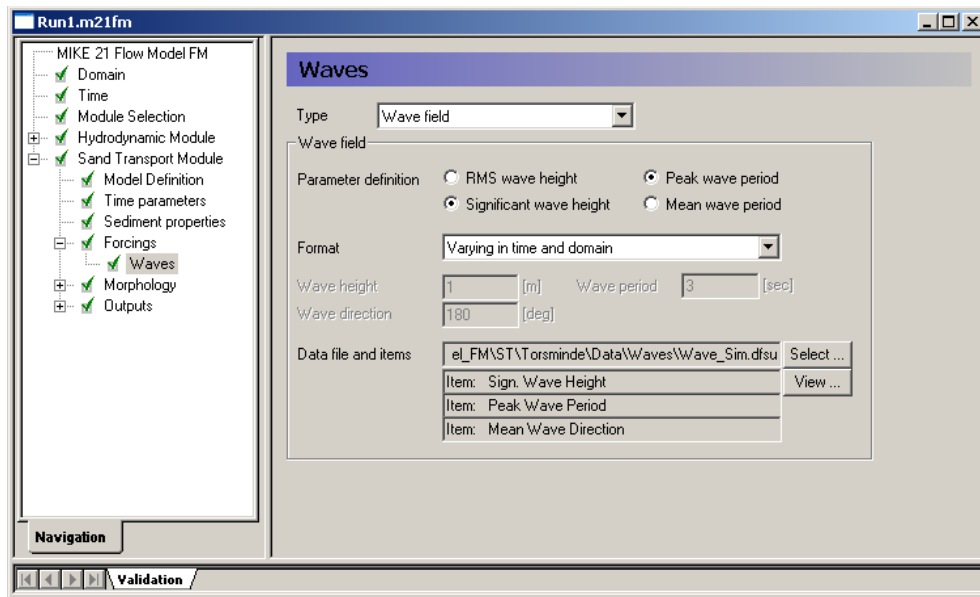 Run1.m21fm
MIKE 21 Flow Model FM
Domain
Time
Module Selection
Hydrodynamic Module
Sand Transport Module
Model Definition
Time parameters
Sediment properties
Forcings
Waves
Morphology
Outputs
Navigation
Waves
Type Wave field
Wave field
Parameter definition RMS wave height Peak wave period
Significant wave height Mean wave period
Format Varying in time and domain
Wave height 1 [m] Wave period 3 [sec]
Wave direction 180 [deg]
Data file and items el_FM\ST\Torsminde\Data\Waves\Wave_Sim.dfsu Select ...
Item: Sign. Wave Height View ...
Item: Peak Wave Period
Item: Mean Wave Direction
Validation